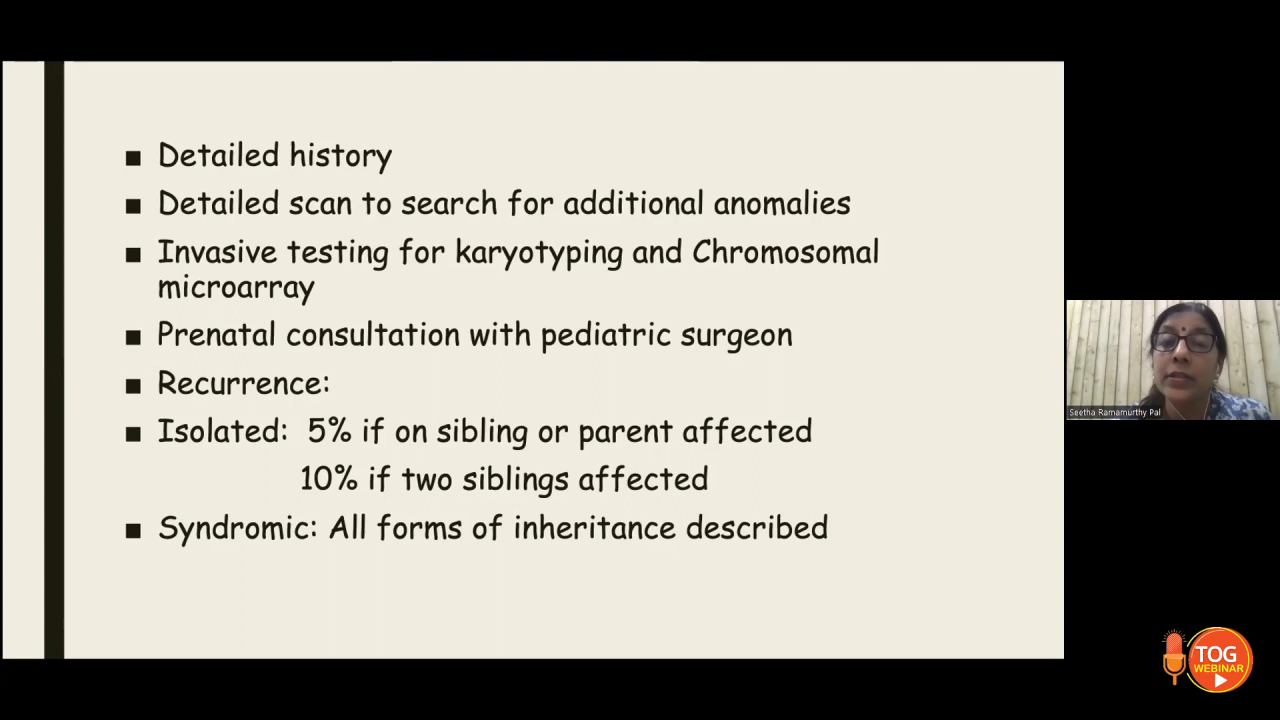 ■ Detailed history
■ Detailed scan to search for additional anomalies
■ Invasive testing for karyotyping and Chromosomal
microarray
■ Prenatal consultation with pediatric surgeon
■ Recurrence:
■ Isolated: 5% if on sibling or parent affected
10% if two siblings affected
■ Syndromic: All forms of inheritance described
Seetha Ramamurthy Pal
TOG
WEBINAR